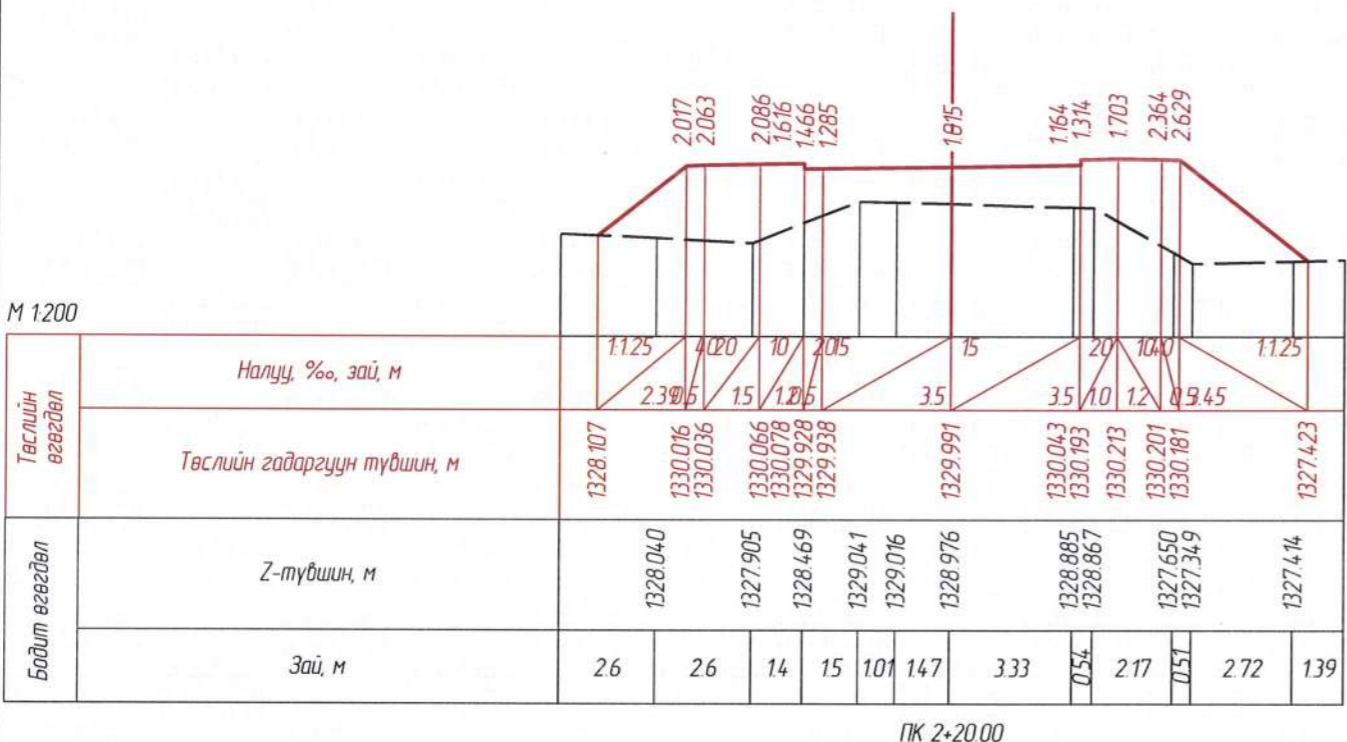 2.017 2.063 2.086 1.616 1.466 1.285 1.815 1.164 1.314 1.703 2.364 2.629
М 1:200
Төслийн өгөгдөл
Налуу, ‰, зай, м
1:1.25 40 20 10 20 15 15 20 10 40 1:1.25
2.39 0.5 1.5 1.2 0.5 3.5 3.5 1.0 1.2 0.5 3.45
Төслийн гадаргуун түвшин, м
1328.107 1330.016 1330.036 1330.066 1330.078 1329.928 1329.938 1329.991 1330.043 1330.193 1330.213 1330.201 1330.181 1327.423
Бодит өгөгдөл
Z-түвшин, м
1328.040 1327.905 1328.469 1329.041 1329.016 1328.976 1328.885 1328.867 1327.650 1327.349 1327.414
Зай, м
2.6 2.6 1.4 1.5 1.01 1.47 3.33 0.54 2.17 0.51 2.72 1.39
ПК 2+20.00